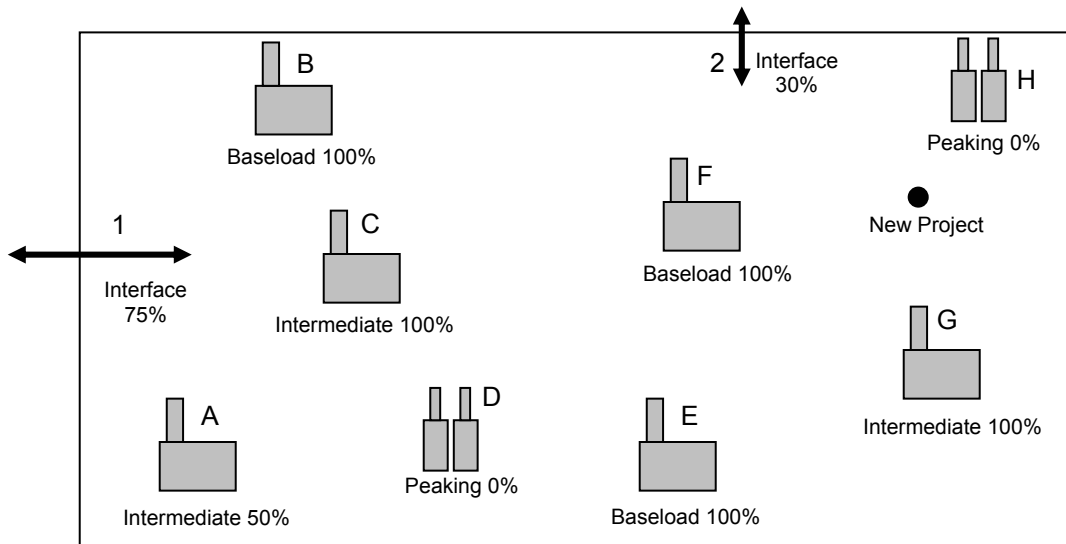 B
Baseload 100%
2
Interface
30%
H
Peaking 0%
F
Baseload 100%
New Project
1
Interface
75%
C
Intermediate 100%
G
Intermediate 100%
A
Intermediate 50%
D
Peaking 0%
E
Baseload 100%